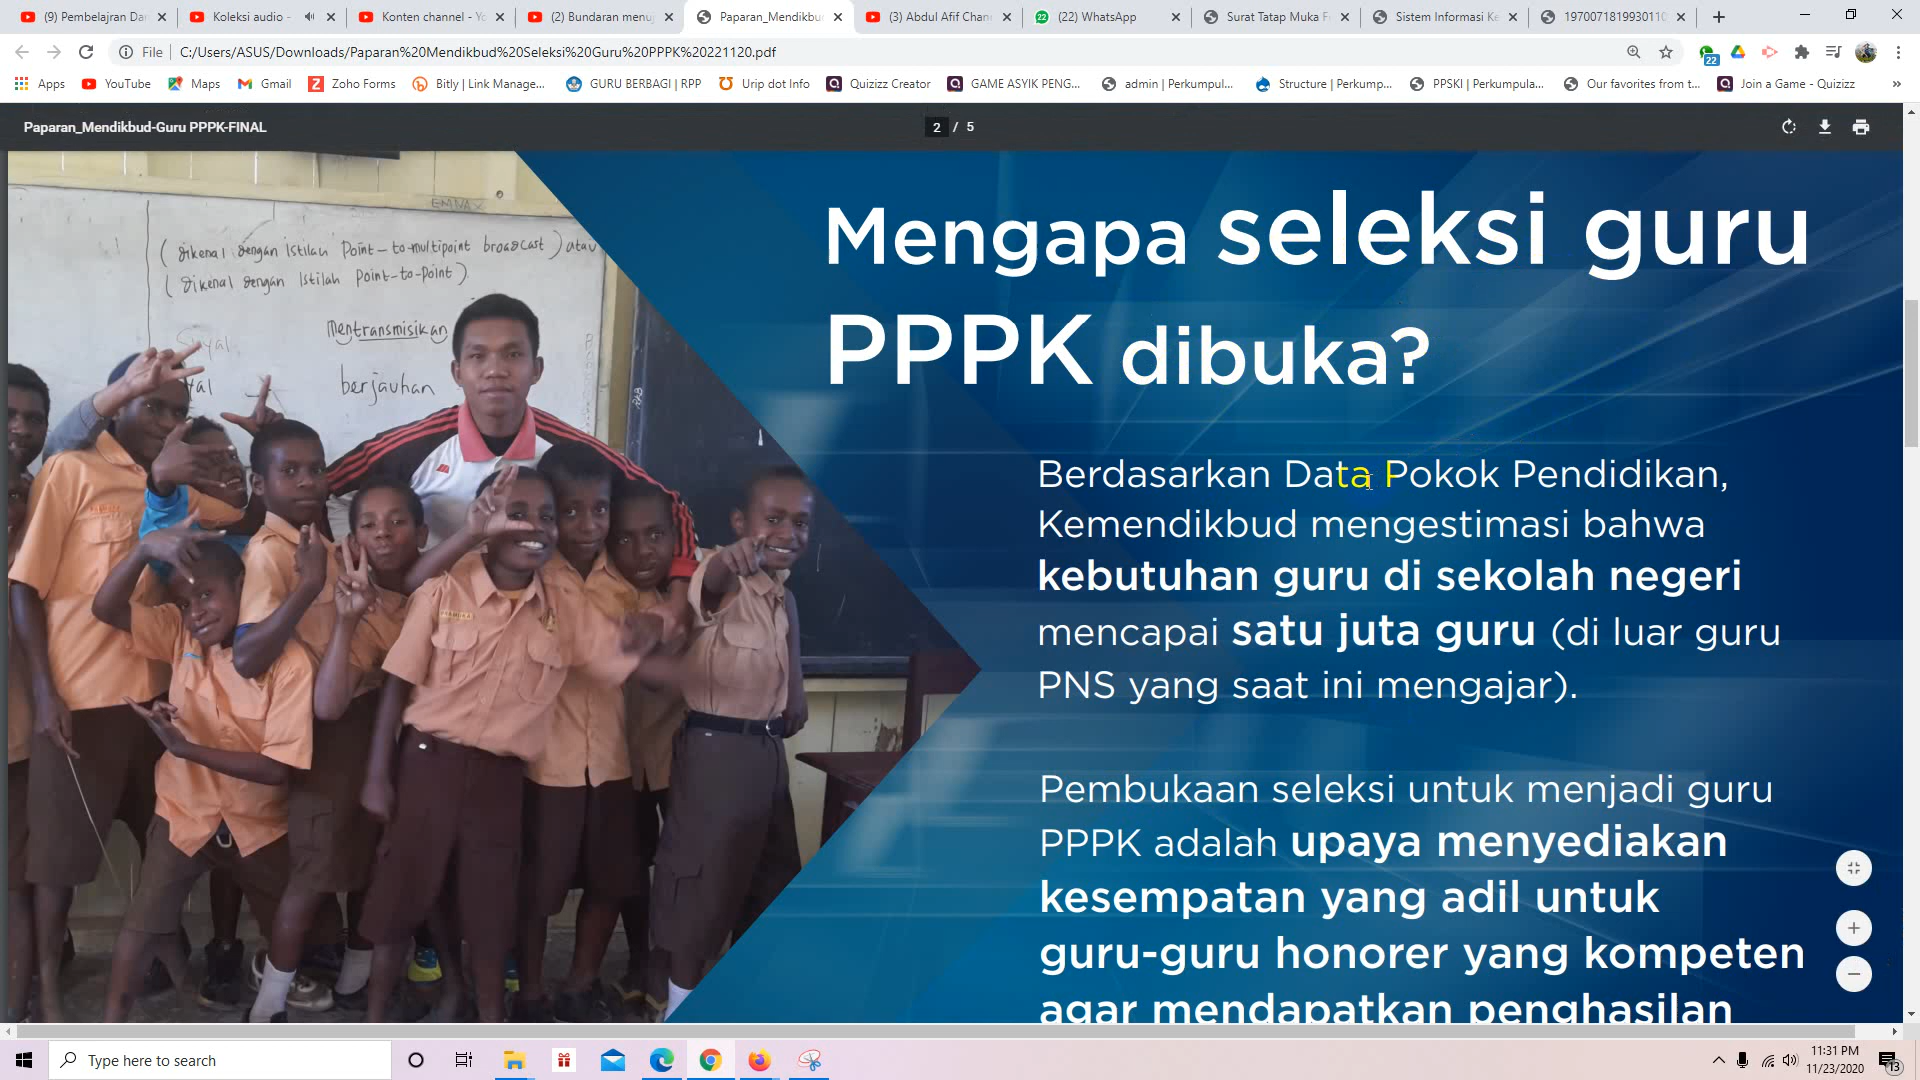 (9) Pembelajran Da
Koleksi audio -
Konten channel - Yo
(2) Bundaran menuj
Paparan_Mendikbu
(3) Abdul Afif Chan
(22) WhatsApp
Surat Tatap Muka F
Sistem Informasi Ke
1970071819930110
File
C:/Users/ASUS/Downloads/Paparan%20Mendikbud%20Seleksi%20Guru%20PPPK%20221120.pdf
22
Apps
YouTube
Maps
Gmail
Zoho Forms
Bitly | Link Manage...
GURU BERBAGI | RPP
Urip dot Info
Quizizz Creator
GAME ASYIK PENG...
admin | Perkumpul...
Structure | Perkump...
PPSKI | Perkumpula...
Our favorites from t...
Join a Game - Quizizz
»
Paparan_Mendikbud-Guru PPPK-FINAL
2 / 5
(dikenal dengan istilah Point-to-multipoint broadcast) atau
(dikenal dengan istilah Point-to-Point)
mentransmisikan
berjauhan
Mengapa seleksi guru
PPPK dibuka?
Berdasarkan Data Pokok Pendidikan,
Kemendikbud mengestimasi bahwa
kebutuhan guru di sekolah negeri
mencapai satu juta guru (di luar guru
PNS yang saat ini mengajar).
Pembukaan seleksi untuk menjadi guru
PPPK adalah upaya menyediakan
kesempatan yang adil untuk
guru-guru honorer yang kompeten
agar mendapatkan penghasilan
Type here to search
11:31 PM
11/23/2020
13